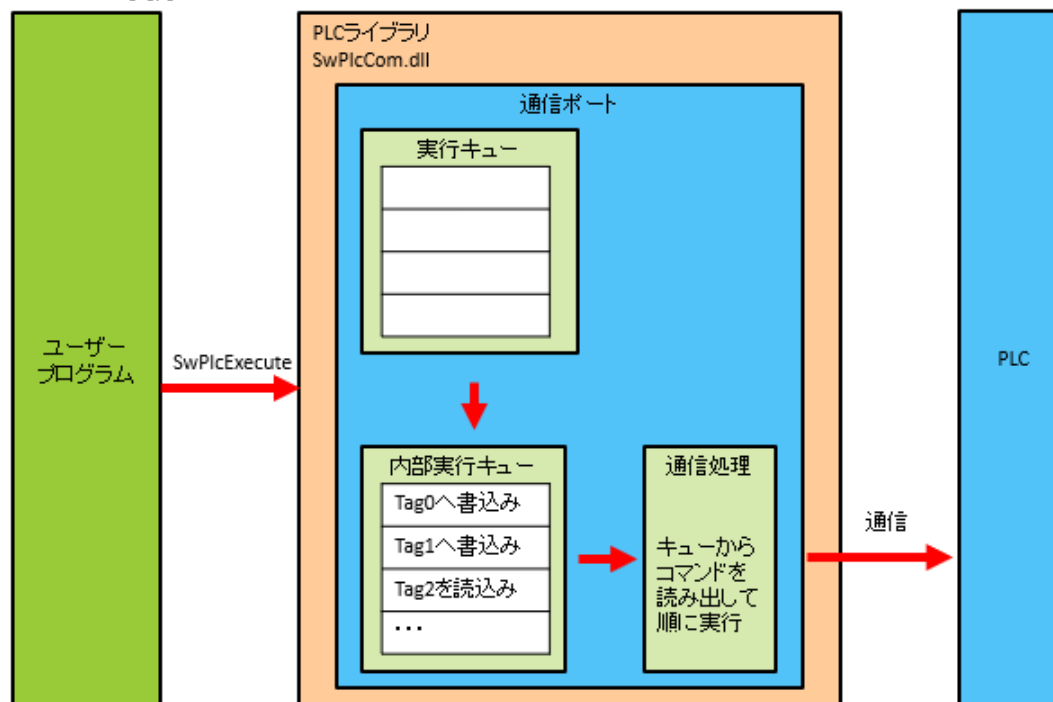 PLCライブラリ
SwPlcCom.dll
通信ポート
実行キュー
ユーザー
プログラム
SwPlcExecute
内部実行キュー
Tag0へ書込み
Tag1へ書込み
Tag2を読込み
・・・
通信処理
キューから
コマンドを
読み出して
順に実行
通信
PLC